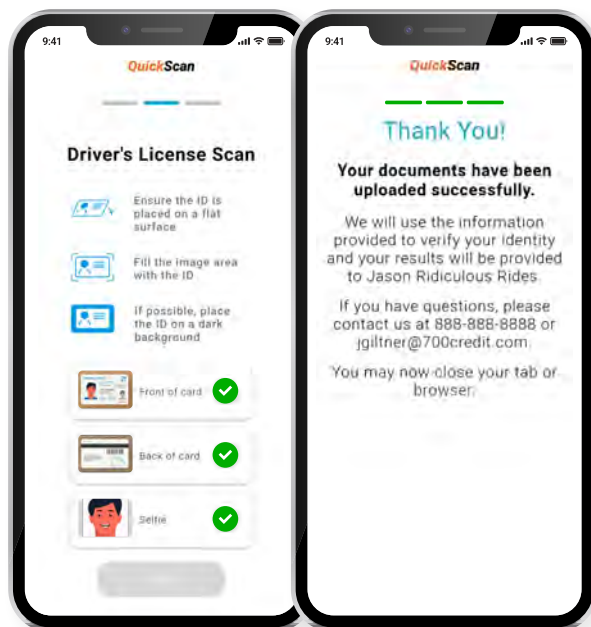 9:41
QuickScan
Driver's License Scan
Ensure the ID is
placed on a flat
surface
Fill the image area
with the ID
If possible, place
the ID on a dark
background
Front of card
Back of card
Selfie
9:41
QuickScan
Thank You!
Your documents have been
uploaded successfully.
We will use the information
provided to verify your identity
and your results will be provided
to Jason Ridiculous Rides
If you have questions, please
contact us at 888-888-8888 or
jgiltner@700credit.com.
You may now close your tab or
browser.